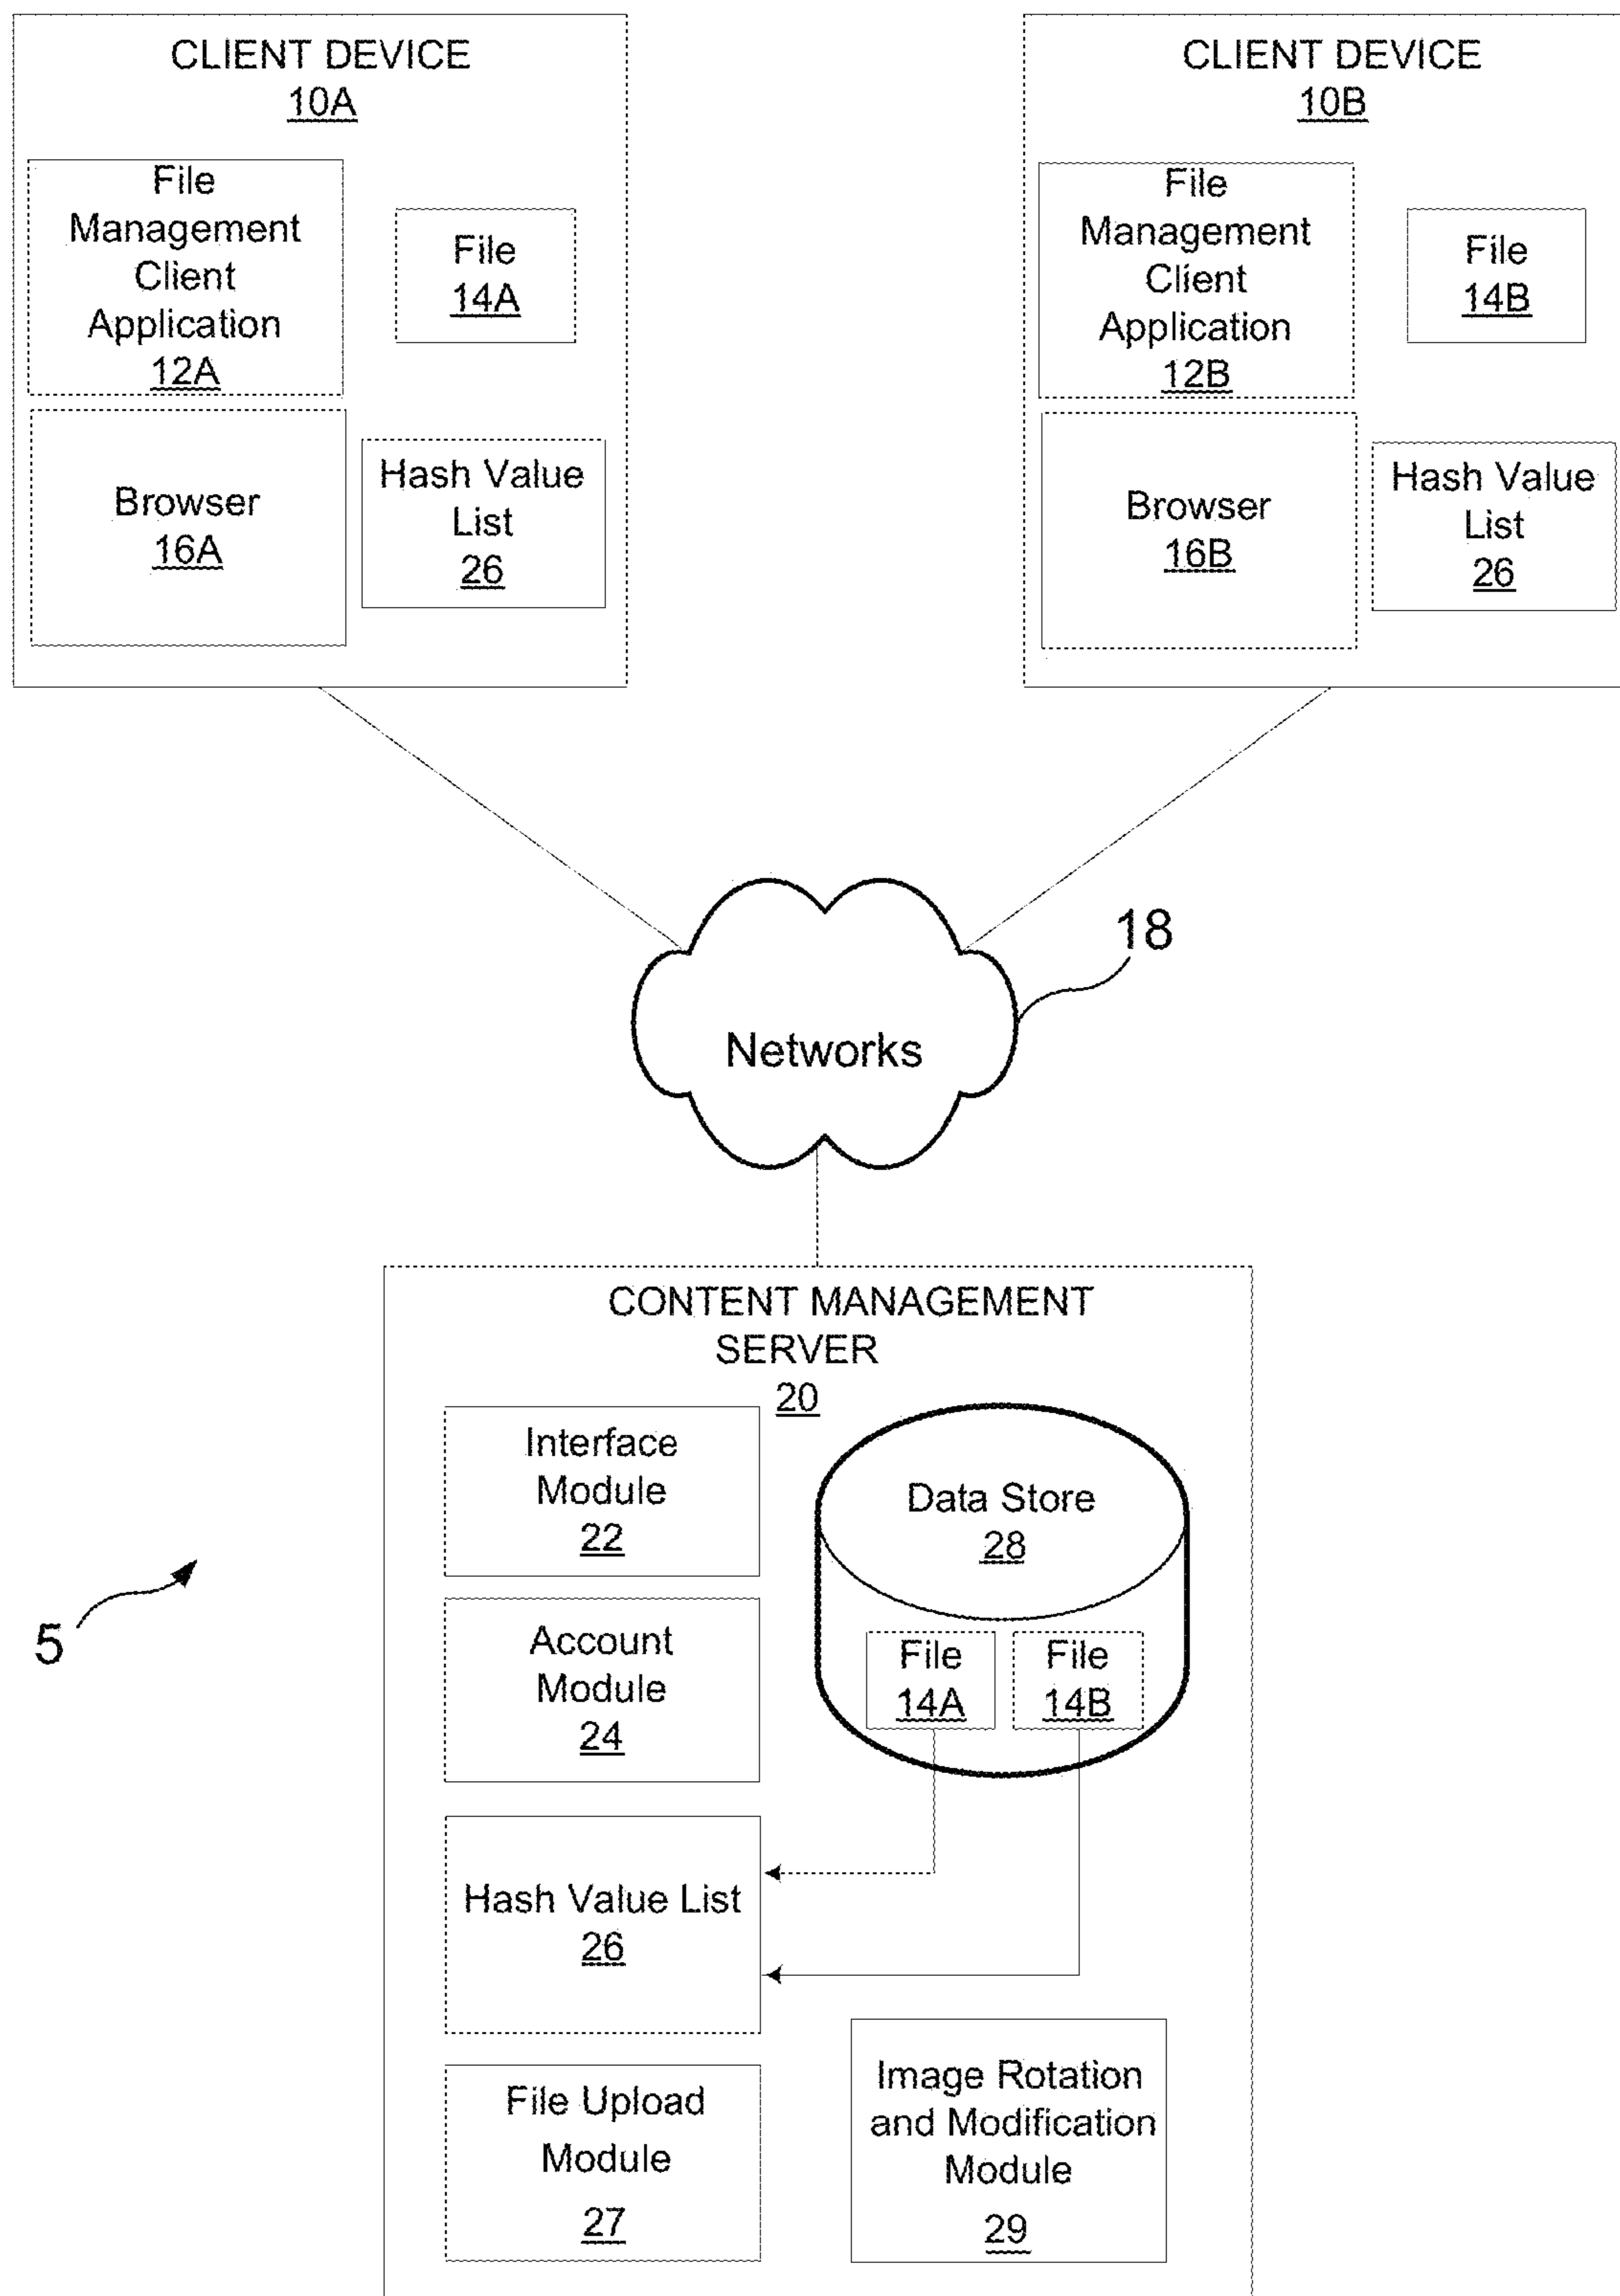 CLIENT DEVICE
10A
File
Management
Client
Application
12A
File
14A
Browser
16A
Hash Value
List
26
CLIENT DEVICE
10B
File
Management
Client
Application
12B
File
14B
Browser
16B
Hash Value
List
26
18
Networks
CONTENT MANAGEMENT
SERVER
20
Interface
Module
22
Data Store
28
File
14A
File
14B
5
Account
Module
24
Hash Value List
26
File Upload
Module
27
Image Rotation
and Modification
Module
29